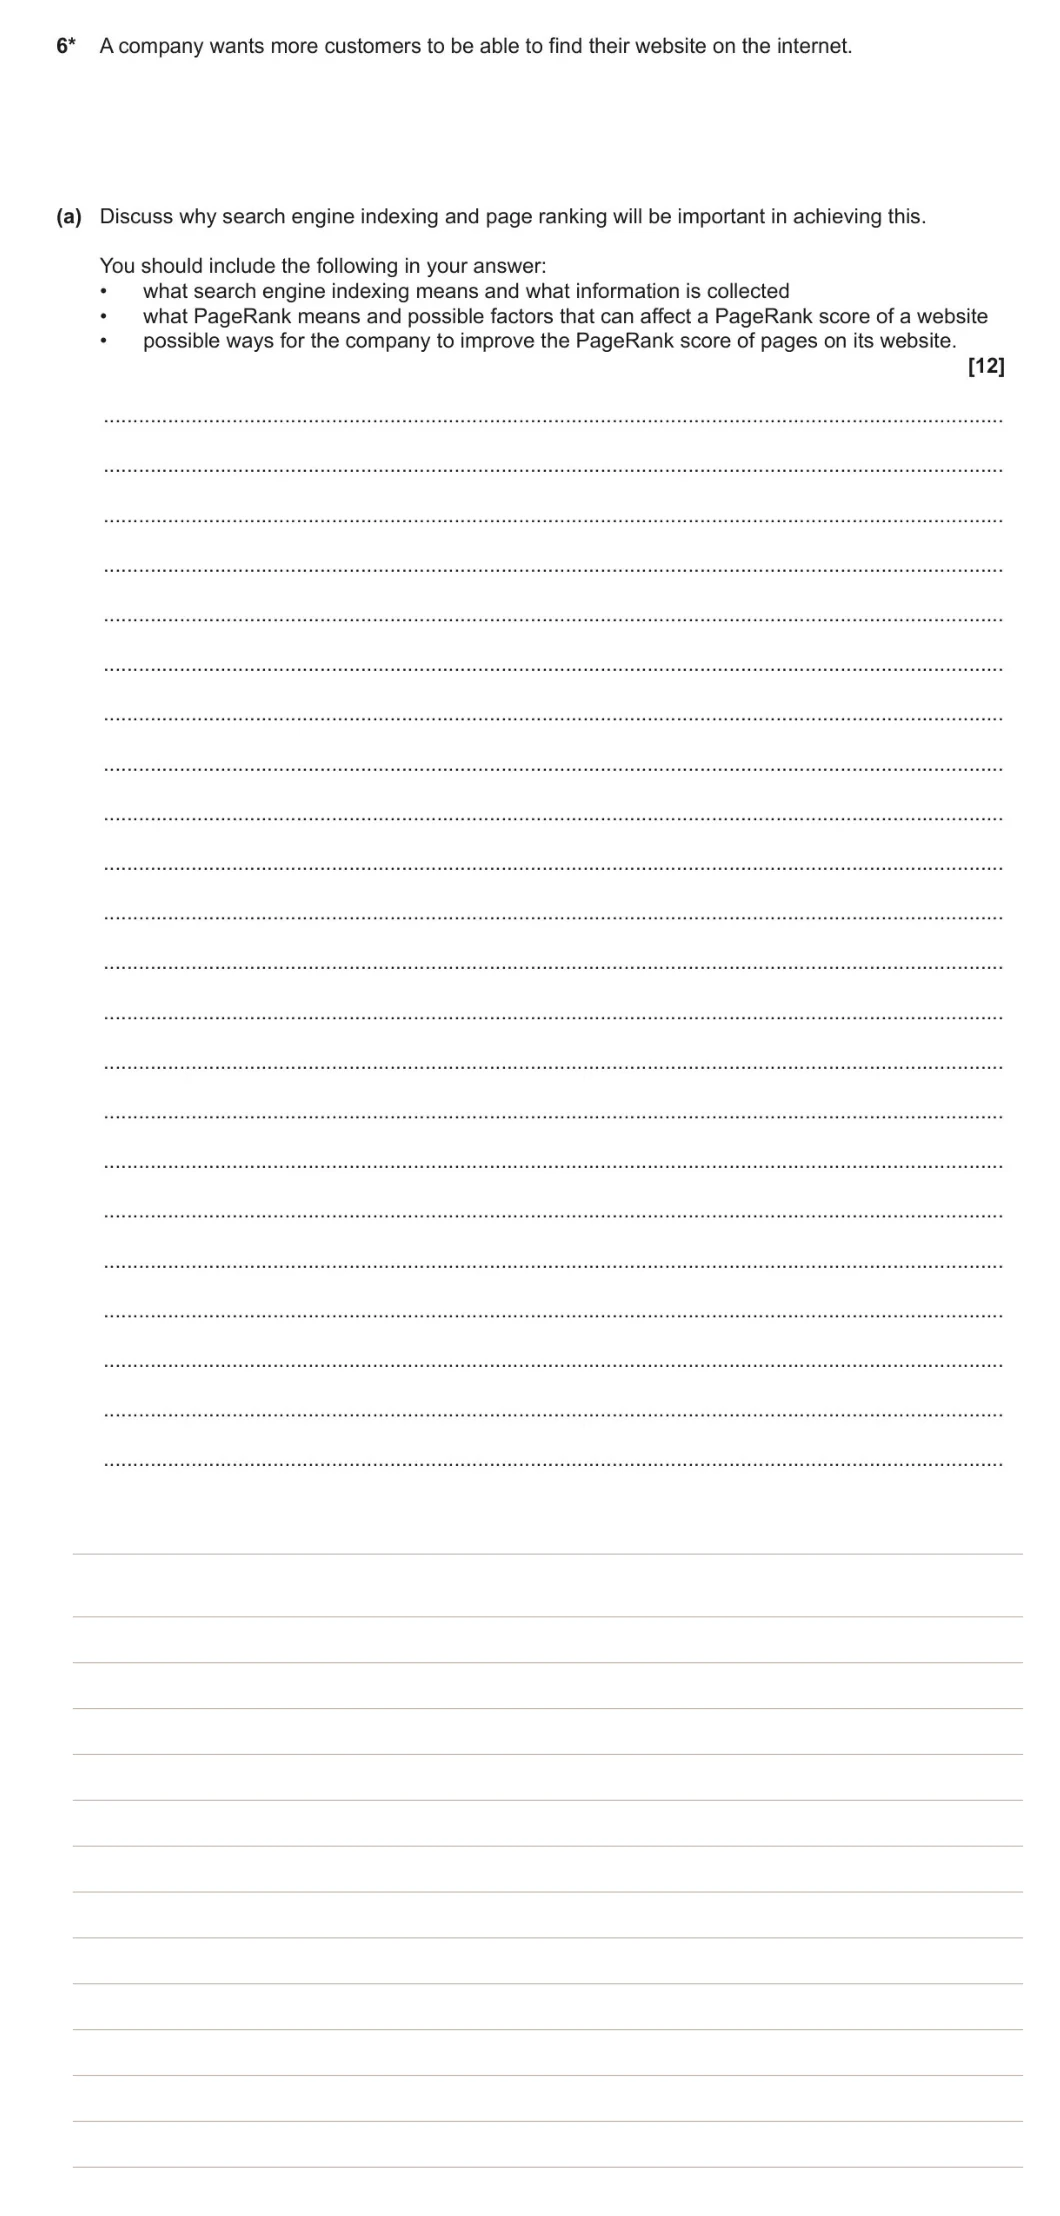 6* A company wants more customers to be able to find their website on the internet.
(a) Discuss why search engine indexing and page ranking will be important in achieving this.
You should include the following in your answer:
• what search engine indexing means and what information is collected
• what PageRank means and possible factors that can affect a PageRank score of a website
• possible ways for the company to improve the PageRank score of pages on its website.
[12]